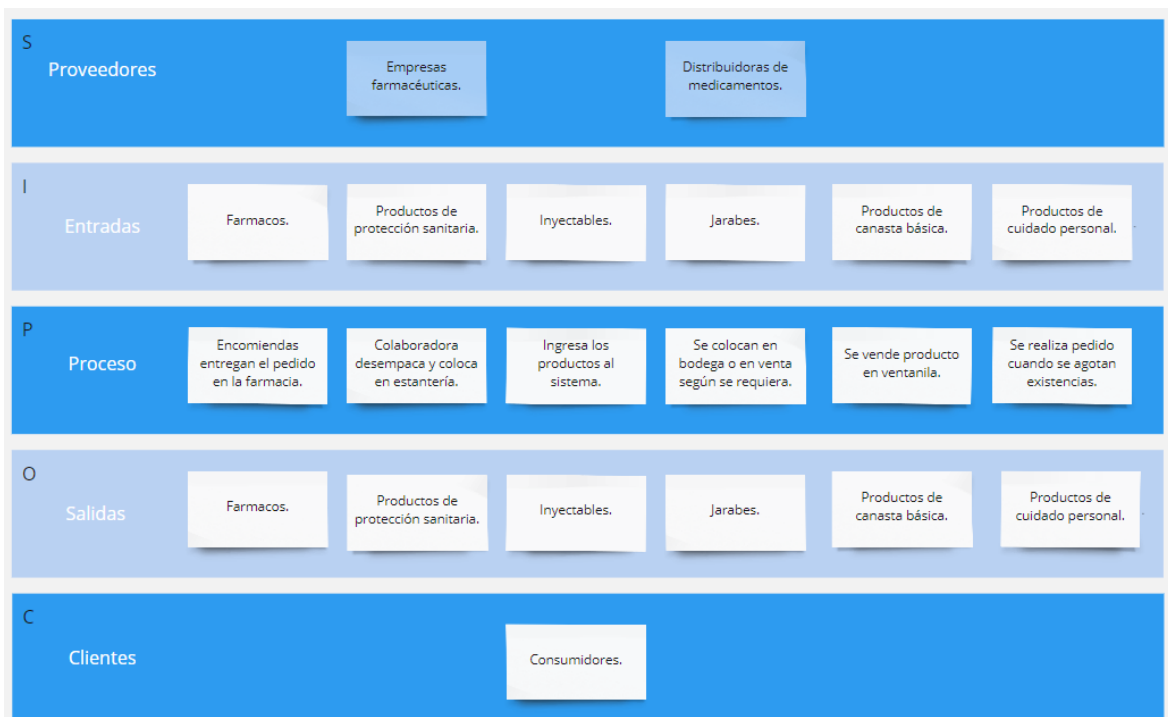 S
Proveedores
Empresas
farmacéuticas.
Distribuidoras de
medicamentos.
I
Entradas
Farmacos.
Productos de
protección sanitaria.
Inyectables.
Jarabes.
Productos de
canasta básica.
Productos de
cuidado personal.
P
Proceso
Encomiendas
entregan el pedido
en la farmacia.
Colaboradora
desempaca y coloca
en estantería.
Ingresa los
productos al
sistema.
Se colocan en
bodega o en venta
según se requiera.
Se vende producto
en ventanila.
Se realiza pedido
cuando se agotan
existencias.
O
Salidas
Farmacos.
Productos de
protección sanitaria.
Inyectables.
Jarabes.
Productos de
canasta básica.
Productos de
cuidado personal.
C
Clientes
Consumidores.